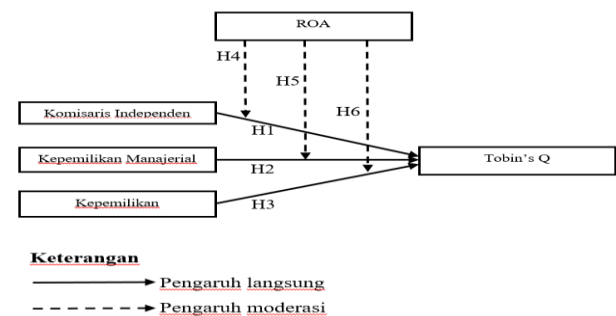 ROA
H4
H5
H6
Komisaris Independen
H1
Kepemilikan Manajerial
H2
Tobin's Q
Kepemilikan
H3
Keterangan
Pengaruh langsung
Pengaruh moderasi